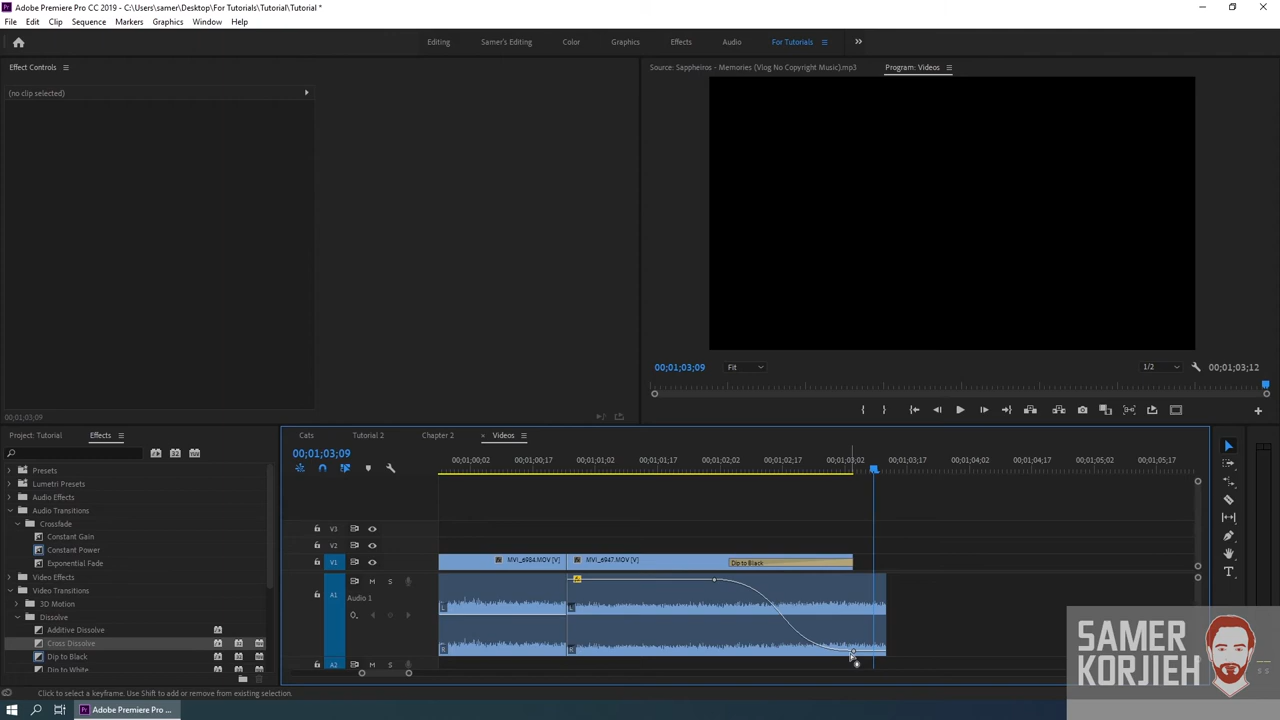 Adobe Premiere Pro CC 2019 - C:\Users\samer\Desktop\For Tutorials\Tutorial\Tutorial *
File Edit Clip Sequence Markers Graphics Window Help
Editing Samer's Editing Color Graphics Effects Audio For Tutorials
Effect Controls
Source: Sappheiros - Memories (Vlog No Copyright Music).mp3 Program: Videos
(no clip selected)
00;01;03;09 Fit 1/2 00;01;03;12
00;01;03;09
Project: Tutorial Effects
Cats Tutorial 2 Chapter 2 Videos
00;01;03;09
00;01;00;02 00;01;00;17 00;01;01;02 00;01;01;17 00;01;02;02 00;01;02;17 00;01;03;02 00;01;03;17 00;01;04;02 00;01;04;17 00;01;05;02 00;01;05;17
Presets
Lumetri Presets
Audio Effects
Audio Transitions
Crossfade
Constant Gain
Constant Power
Exponential Fade
Video Effects
Video Transitions
3D Motion
Dissolve
Additive Dissolve
Cross Dissolve
Dip to Black
Dip to White
V3
V2
V1 MVI_6984.MOV [V] MVI_6947.MOV [V] Dip to Black
A1 M S fx
Audio 1
L L
R R
A2 M S
T
SAMER
KORJIEH
Click to select a keyframe. Use Shift to add or remove from existing selection.
Pr Adobe Premiere Pro ...